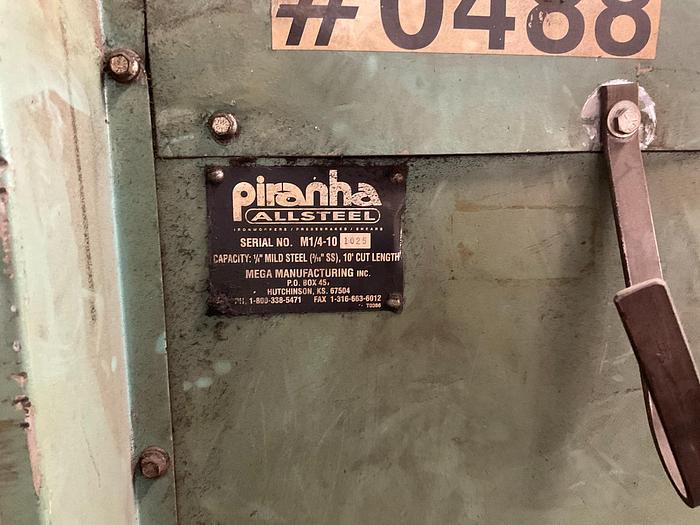 #0488
piranha
ALLSTEEL
IRONWORKERS / PRESSBRAKES / SHEARS
SERIAL NO. M1/4-10 1025
CAPACITY: ¼" MILD STEEL (3/16" SS), 10' CUT LENGTH
MEGA MANUFACTURING INC.
P.O. BOX 45,
HUTCHINSON, KS. 67504
PH. 1-800-338-5471 FAX 1-316-663-6012
T0386